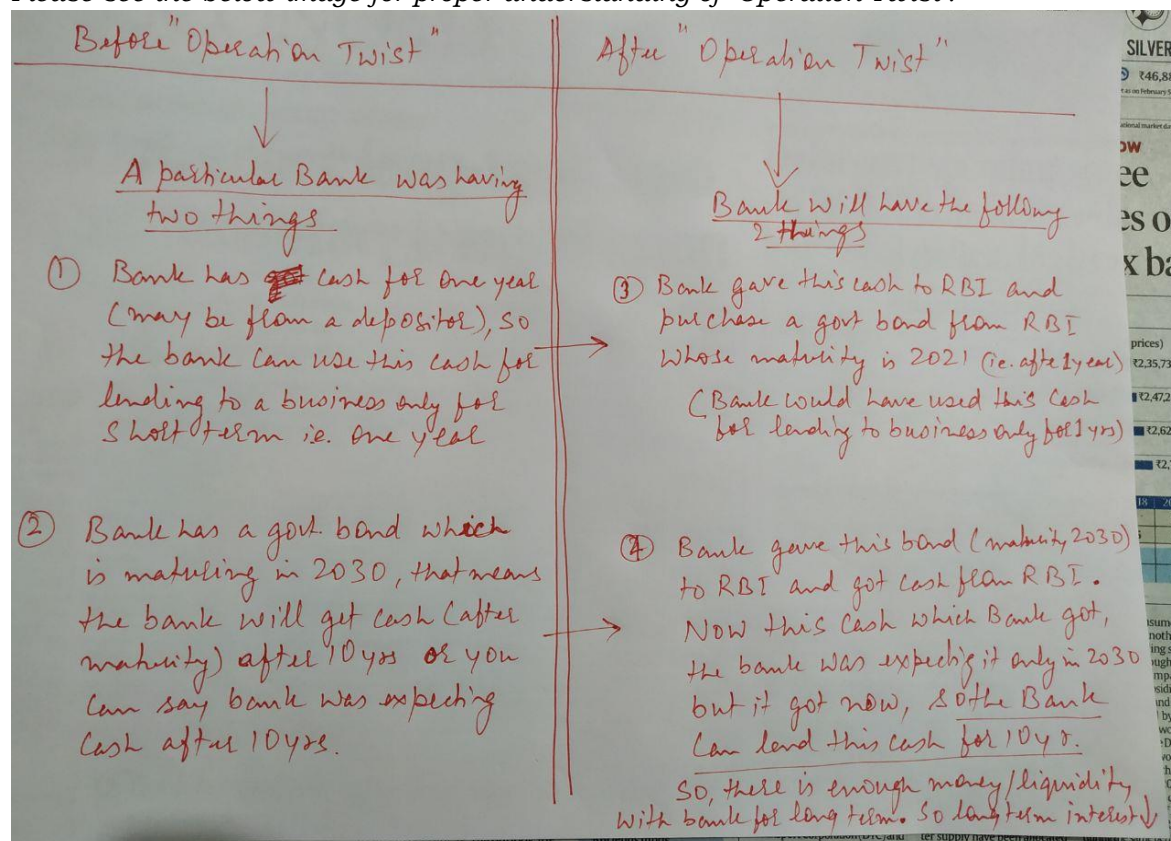 Please see the below image for proper understanding of "Operation Twist".
Before "Operation Twist"
A particular Bank was having
two things
① Bank has cash for one year
(may be from a depositor), so
the bank can use this cash for
lending to a business only for
short term i.e. one year
② Bank has a govt. bond which
is maturing in 2030, that means
the bank will get cash (after
maturity) after 10 yrs or you
can say bank was expecting
cash after 10 yrs.
After "Operation Twist"
Bank will have the following
2 things
③ Bank gave this cash to RBI and
purchase a govt bond from RBI
whose maturity is 2021 (i.e. after 1 year)
(Bank would have used this cash
for lending to business only for 1 yrs)
④ Bank gave this bond (maturity 2030)
to RBI and got cash from RBI.
Now this cash which Bank got,
the bank was expectig it only in 2030
but it got now, so the Bank
can lend this cash for 10 yr.
So, there is enough money/liquidity
with bank for long term. So long term interest ↓
SILVER
₹46,8
prices)
₹2,35,73
₹2,47,2
₹2,62
₹2,
18